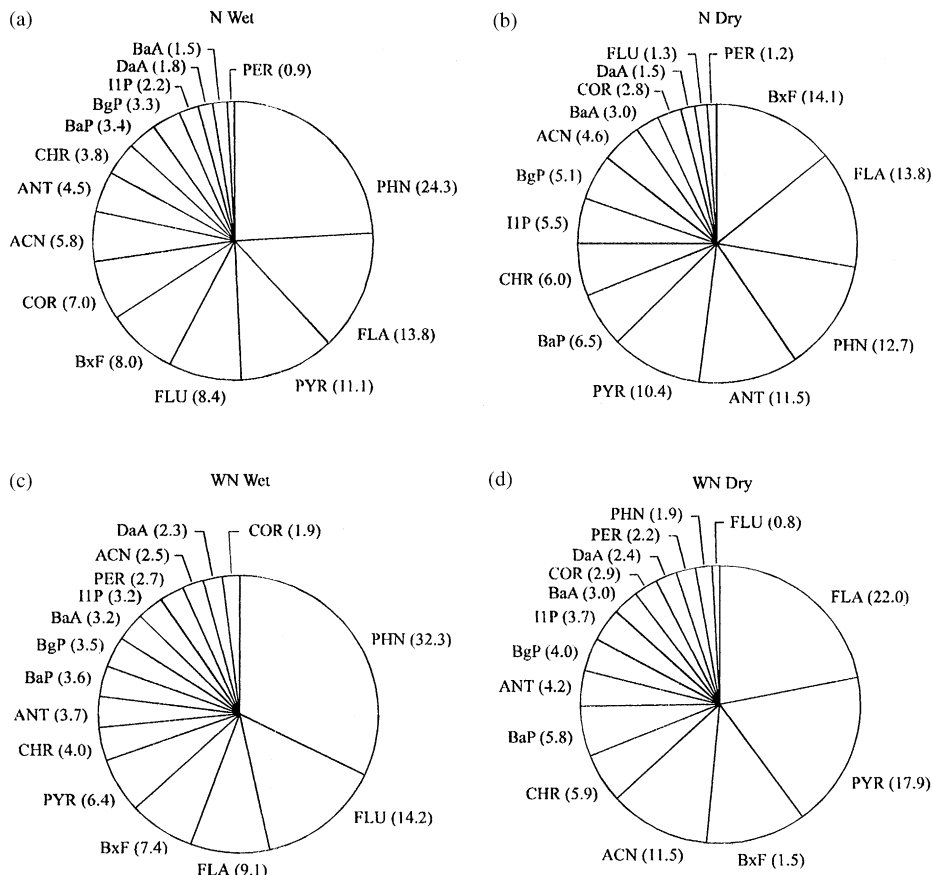 (a)
N Wet
BaA (1.5)
DaA (1.8)
I1P (2.2)
BgP (3.3)
BaP (3.4)
CHR (3.8)
ANT (4.5)
ACN (5.8)
COR (7.0)
BxF (8.0)
FLU (8.4)
PYR (11.1)
FLA (13.8)
PHN (24.3)
PER (0.9)
(b)
N Dry
FLU (1.3)
DaA (1.5)
COR (2.8)
BaA (3.0)
ACN (4.6)
BgP (5.1)
I1P (5.5)
CHR (6.0)
BaP (6.5)
PYR (10.4)
ANT (11.5)
PHN (12.7)
FLA (13.8)
BxF (14.1)
PER (1.2)
(c)
WN Wet
DaA (2.3)
ACN (2.5)
PER (2.7)
I1P (3.2)
BaA (3.2)
BgP (3.5)
BaP (3.6)
ANT (3.7)
CHR (4.0)
PYR (6.4)
BxF (7.4)
FLA (9.1)
FLU (14.2)
PHN (32.3)
COR (1.9)
(d)
WN Dry
PHN (1.9)
PER (2.2)
DaA (2.4)
COR (2.9)
BaA (3.0)
I1P (3.7)
BgP (4.0)
ANT (4.2)
BaP (5.8)
CHR (5.9)
ACN (11.5)
BxF (1.5)
PYR (17.9)
FLA (22.0)
FLU (0.8)